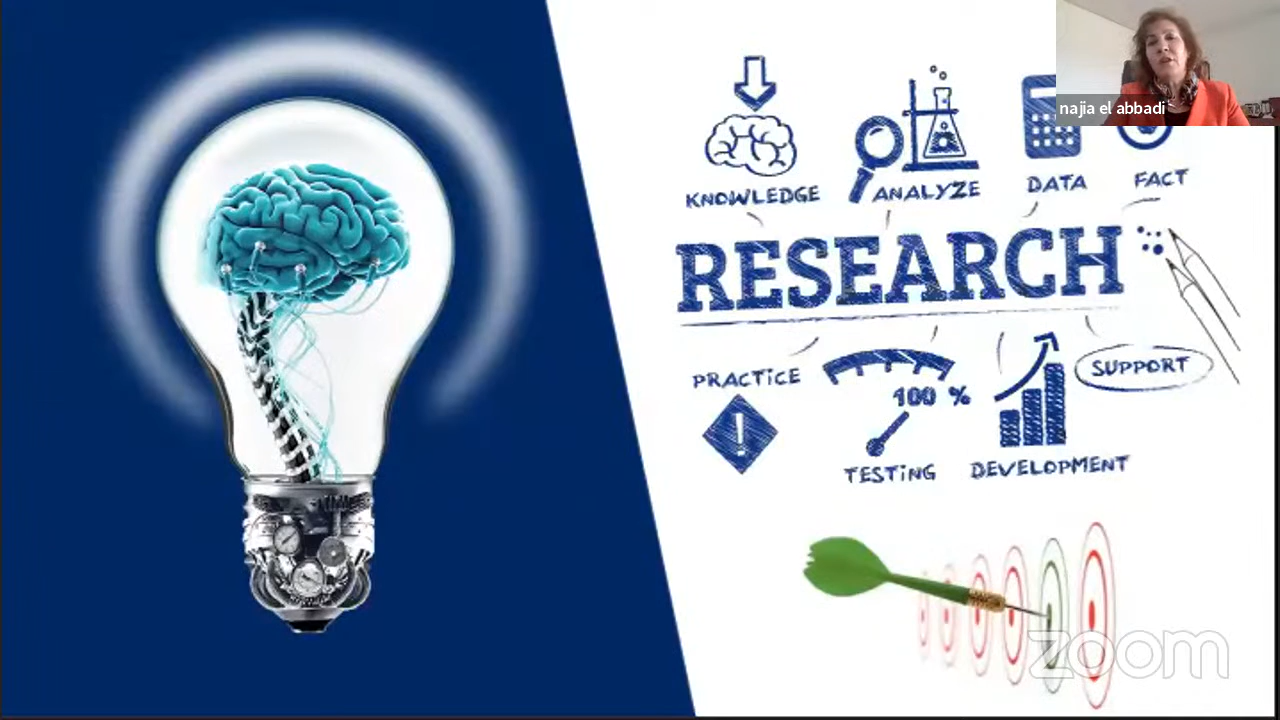 najia el abbadi
KNOWLEDGE
ANALYZE
DATA
FACT
RESEARCH
PRACTICE
100 %
SUPPORT
TESTING
DEVELOPMENT
zoom